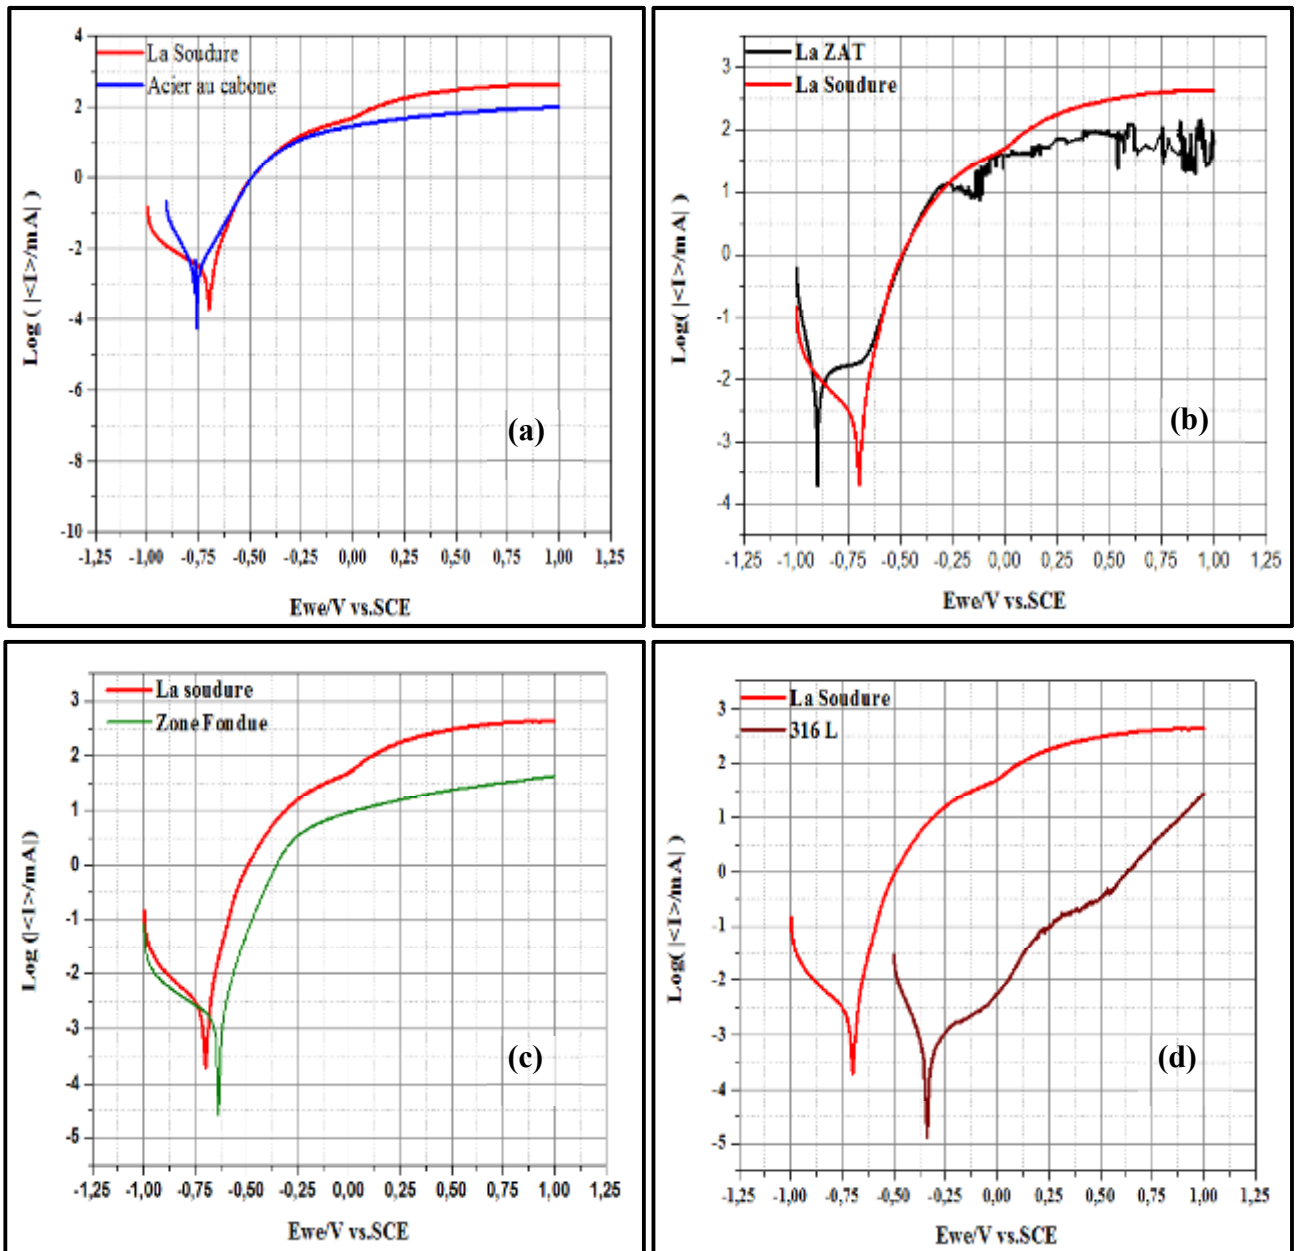 La Soudure
Acier au cabone
4
2
0
-2
-4
-6
-8
-10
Log ( |<I>/mA| )
(a)
-1,25 -1,00 -0,75 -0,50 -0,25 0,00 0,25 0,50 0,75 1,00 1,25
Ewe/V vs.SCE
La ZAT
La Soudure
3
2
1
0
-1
-2
-3
-4
Log( |<I>/mA| )
(b)
-1,25 -1,00 -0,75 -0,50 -0,25 0,00 0,25 0,50 0,75 1,00 1,25
Ewe/V vs.SCE
La soudure
Zone Fondue
3
2
1
0
-1
-2
-3
-4
-5
Log (|<I>/mA|)
(c)
-1,25 -1,00 -0,75 -0,50 -0,25 0,00 0,25 0,50 0,75 1,00 1,25
Ewe/V vs.SCE
La Soudure
316 L
3
2
1
0
-1
-2
-3
-4
-5
Log( |<I>/mA| )
(d)
-1,25 -1,00 -0,75 -0,50 -0,25 0,00 0,25 0,50 0,75 1,00 1,25
Ewe/V vs.SCE